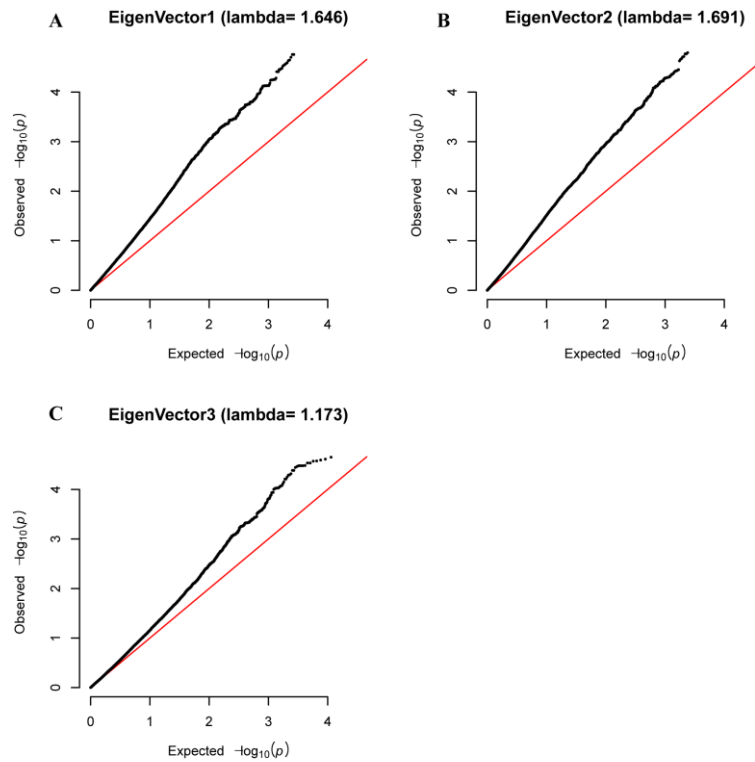 A EigenVector1 (lambda= 1.646)
Observed −log10(p)
4
3
2
1
0
0 1 2 3 4
Expected −log10(p)
B EigenVector2 (lambda= 1.691)
Observed −log10(p)
4
3
2
1
0
0 1 2 3 4
Expected −log10(p)
C EigenVector3 (lambda= 1.173)
Observed −log10(p)
4
3
2
1
0
0 1 2 3 4
Expected −log10(p)